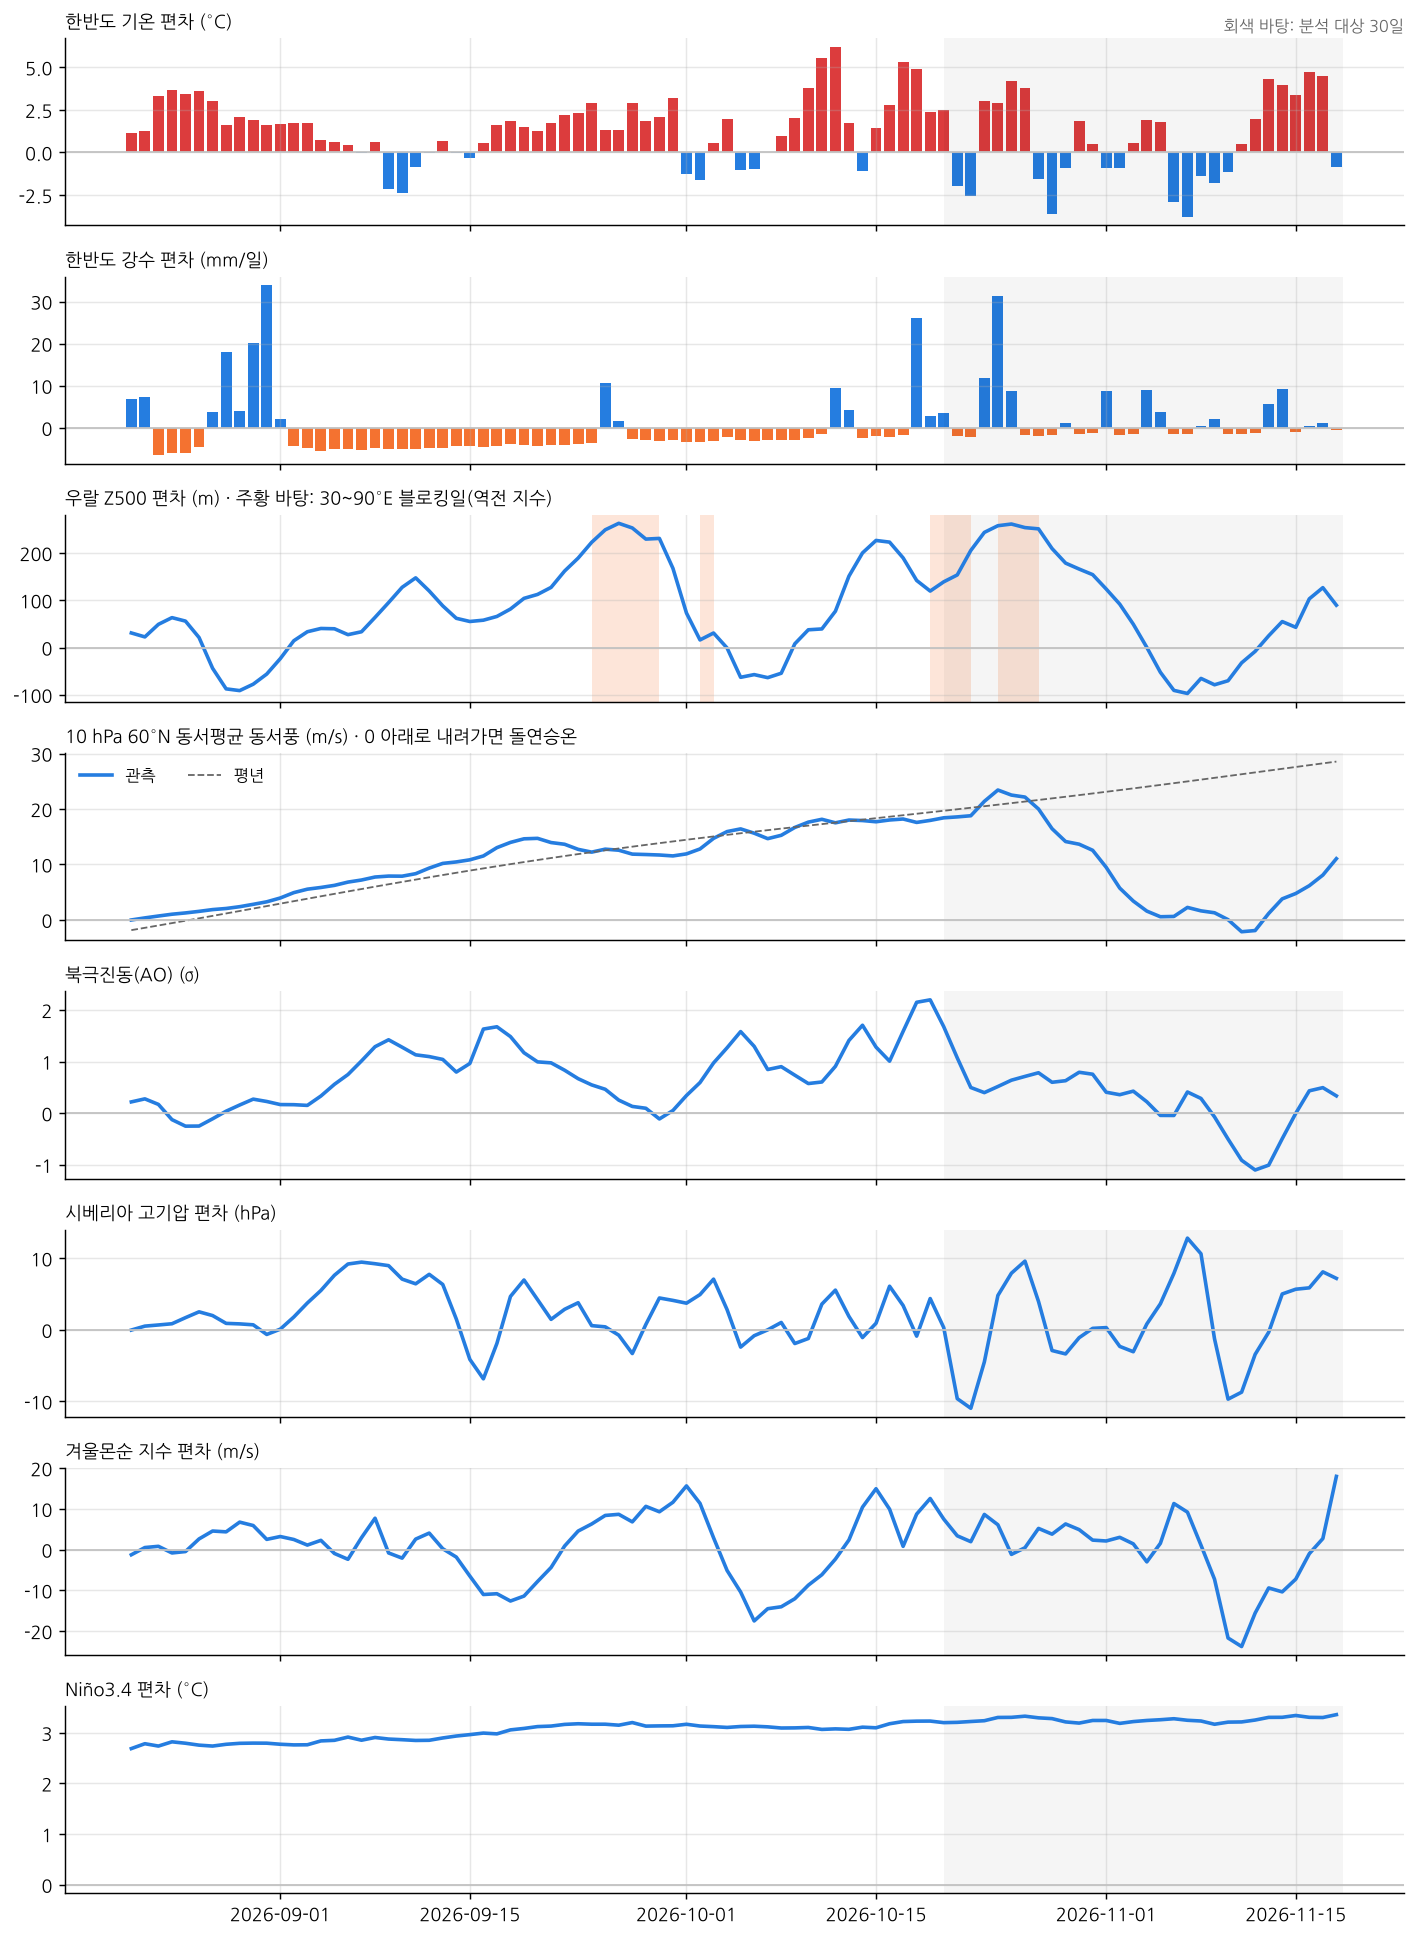 한반도 기온 편차 (°C)
회색 바탕: 분석 대상 30일
5.0
2.5
0.0
-2.5
한반도 강수 편차 (mm/일)
30
20
10
0
우랄 Z500 편차 (m) · 주황 바탕: 30~90°E 블로킹일(역전 지수)
200
100
0
-100
10 hPa 60°N 동서평균 동서풍 (m/s) · 0 아래로 내려가면 돌연승온
30
관측 평년
20
10
0
북극진동(AO) (σ)
2
1
0
-1
시베리아 고기압 편차 (hPa)
10
0
-10
겨울몬순 지수 편차 (m/s)
20
10
0
-10
-20
Niño3.4 편차 (°C)
3
2
1
0
2026-09-01 2026-09-15 2026-10-01 2026-10-15 2026-11-01 2026-11-15